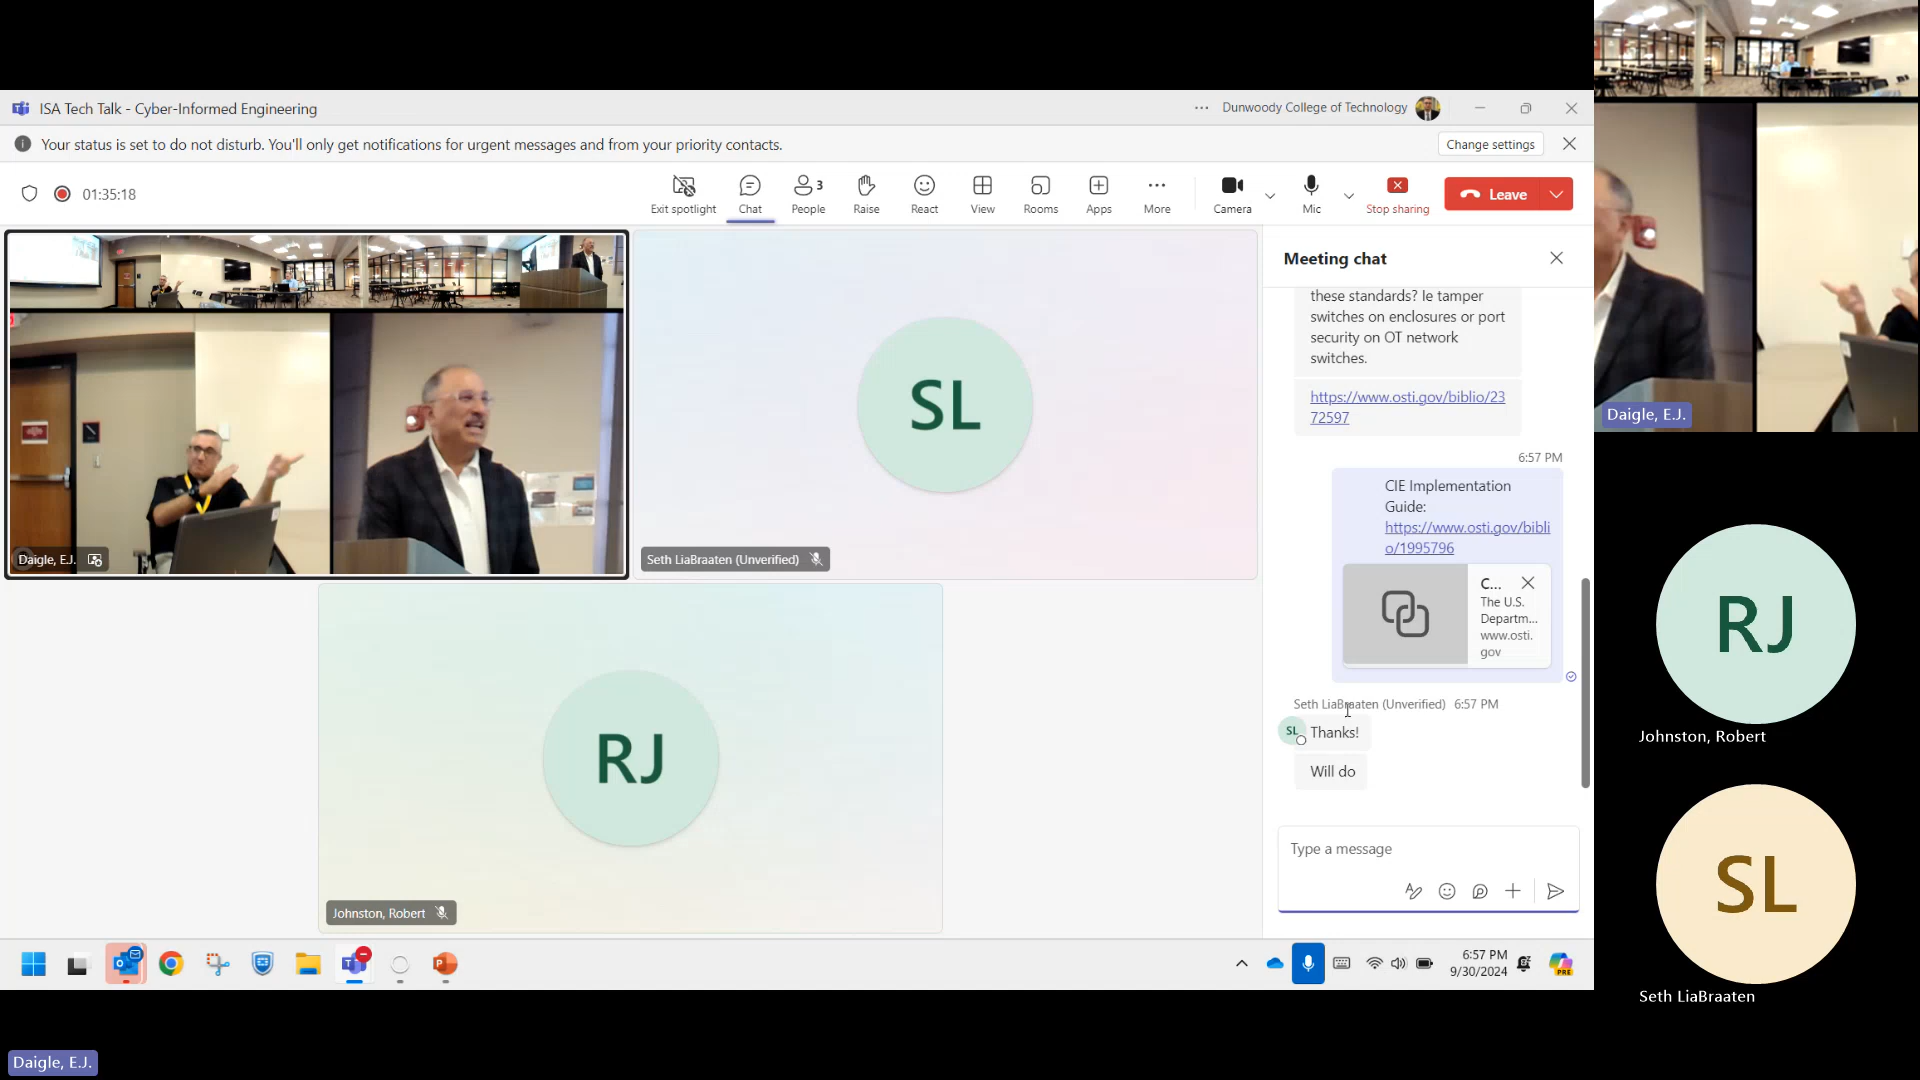 ISA Tech Talk - Cyber-Informed Engineering
Dunwoody College of Technology
Your status is set to do not disturb. You'll only get notifications for urgent messages and from your priority contacts.
Change settings
01:35:18
Exit spotlight
Chat
3
People
Raise
React
View
Rooms
Apps
More
Camera
Mic
Stop sharing
Leave
Daigle, E.J.
SL
Seth LiaBraaten (Unverified)
RJ
Johnston, Robert
Meeting chat
these standards? Ie tamper
switches on enclosures or port
security on OT network
switches.
https://www.osti.gov/biblio/23
72597
6:57 PM
CIE Implementation
Guide:
https://www.osti.gov/bibli
o/1995796
C...
The U.S.
Departm...
www.osti.
gov
Seth LiaBraaten (Unverified) 6:57 PM
SL
Thanks!
Will do
Type a message
6:57 PM
9/30/2024
PRE
Daigle, E.J.
RJ
Johnston, Robert
SL
Seth LiaBraaten
Daigle, E.J.